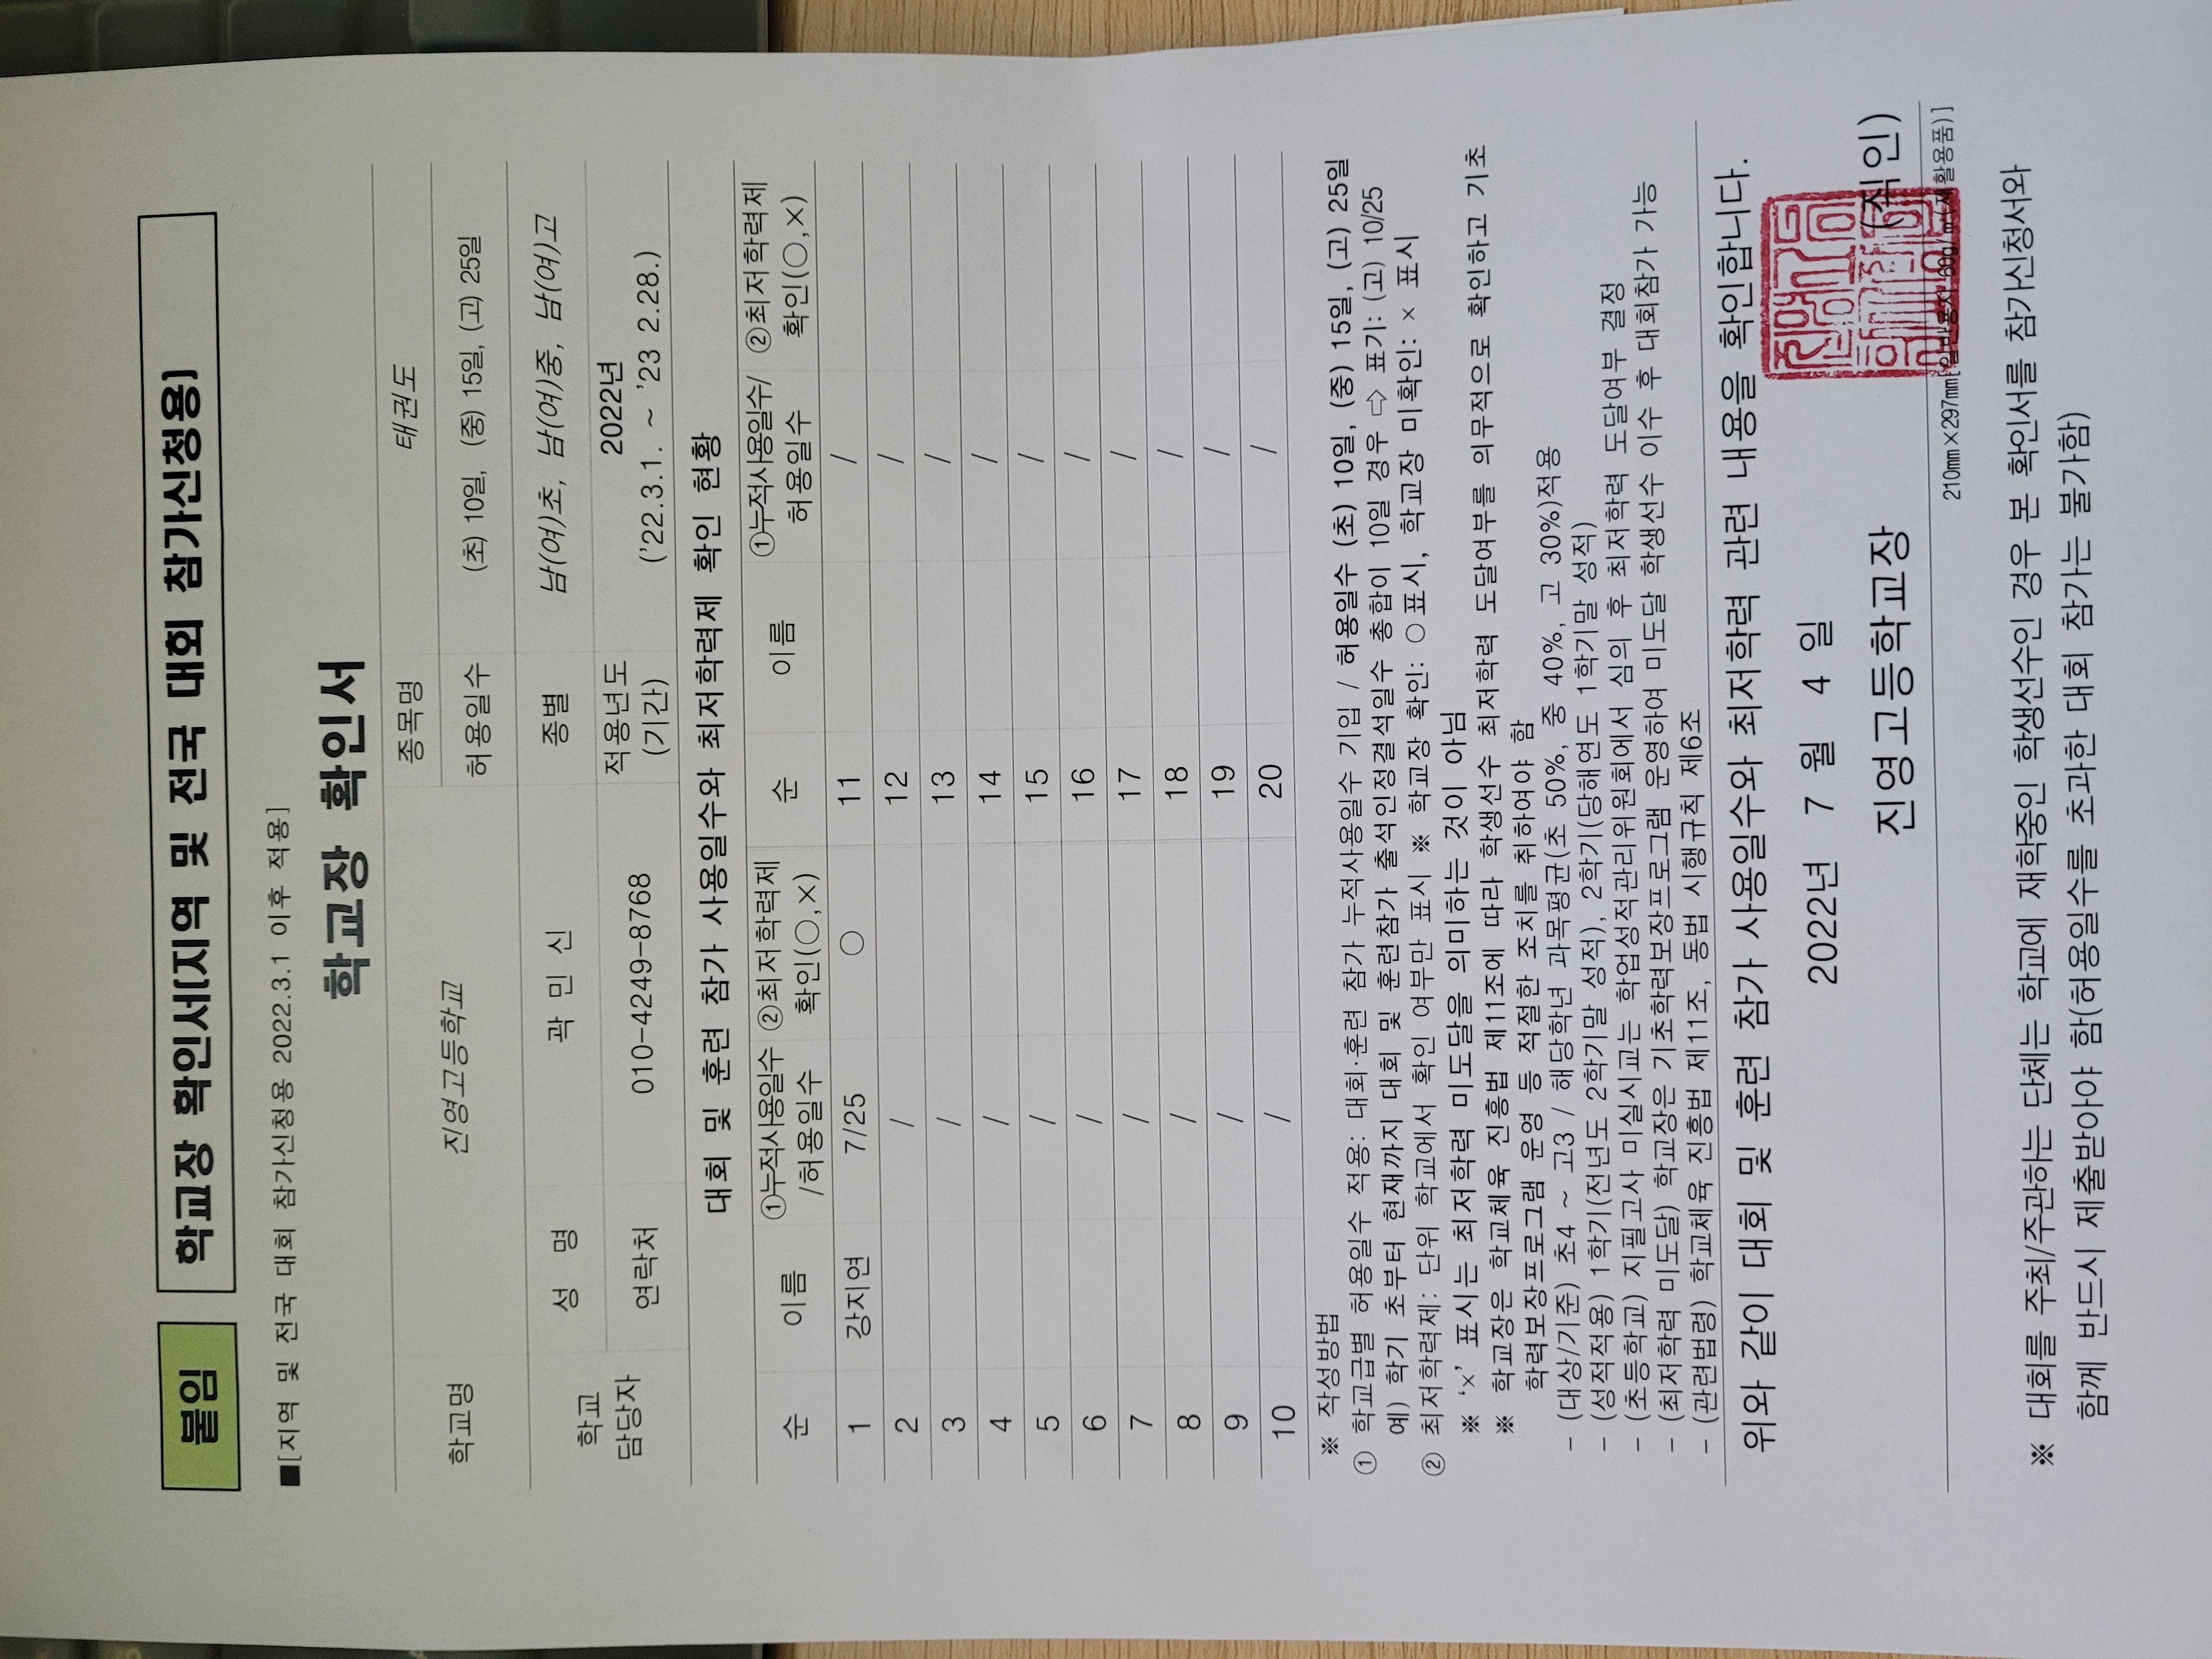 붙임 학교장 확인서(지역 및 전국 대회 참가신청용)
■[지역 및 전국 대회 참가신청용 2022.3.1 이후 적용]
학교장 확인서
학교명 진영고등학교 종목명 태권도
허용일수 (초) 10일, (중) 15일, (고) 25일
학교 담당자 성 명 곽 민 신 종별 남(여)초, 남(여)중, 남(여)고
연락처 010-4249-8768 적용년도 (기간) 2022년
('22.3.1. ~ '23 2.28.)
대회 및 훈련 참가 사용일수와 최저학력제 확인 현황
순 이름 ①누적사용일수 /허용일수 ②최저학력제 확인(○,×) 순 이름 ①누적사용일수/ 허용일수 ②최저학력제 확인(○,×)
1 강지연 7/25 ○ 11 /
2 / 12 /
3 / 13 /
4 / 14 /
5 / 15 /
6 / 16 /
7 / 17 /
8 / 18 /
9 / 19 /
10 / 20 /
※ 작성방법
① 학교급별 허용일수 적용: 대회·훈련 참가 누적사용일수 기입 / 허용일수 (초) 10일, (중) 15일, (고) 25일
예) 학기 초부터 현재까지 대회 및 훈련참가 출석인정결석일수 총합이 10일 경우 ⇨ 표기: (고) 10/25
② 최저학력제: 단위 학교에서 확인 여부만 표시 ※ 학교장 확인: ○표시, 학교장 미확인: × 표시
※ '×' 표시는 최저학력 미도달을 의미하는 것이 아님
※ 학교장은 학교체육 진흥법 제11조에 따라 학생선수 최저학력 도달여부를 의무적으로 확인하고 기초
학력보장프로그램 운영 등 적절한 조치를 취하여야 함
- (대상/기준) 초4 ~ 고3 / 해당학년 과목평균(초 50%, 중 40%, 고 30%)적용
- (성적적용) 1학기(전년도 2학기말 성적), 2학기(당해연도 1학기말 성적)
- (초등학교) 지필고사 미실시교는 학업성적관리위원회에서 심의 후 최저학력 도달여부 결정
- (최저학력 미도달) 학교장은 기초학력보장프로그램 운영하여 미도달 학생선수 이수 후 대회참가 가능
- (관련법령) 학교체육 진흥법 제11조, 동법 시행규칙 제6조
위와 같이 대회 및 훈련 참가 사용일수와 최저학력 관련 내용을 확인합니다.
2022년 7 월 4 일
진영고등학교장 (직인)
210mm×297mm[일반용지 60g/㎡(재활용품)]
※ 대회를 주최/주관하는 단체는 학교에 재학중인 학생선수인 경우 본 확인서를 참가신청서와
함께 반드시 제출받아야 함(허용일수를 초과한 대회 참가는 불가함)